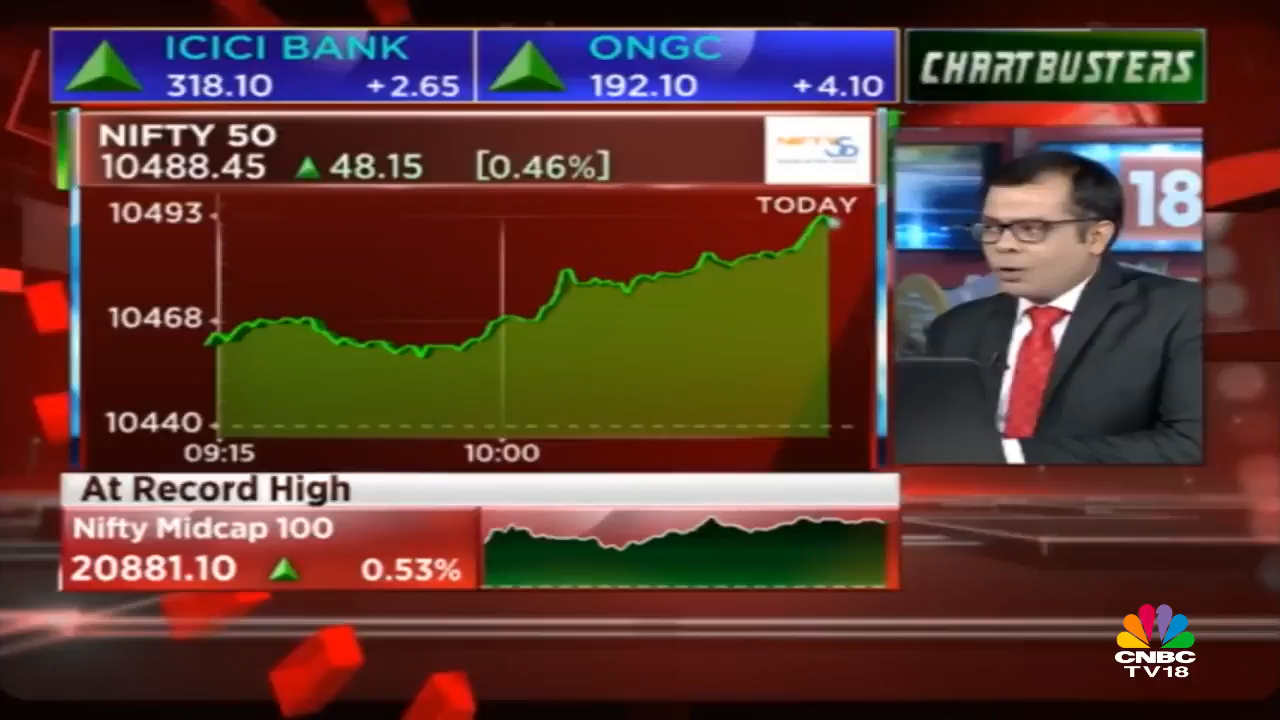 ICICI BANK
318.10 +2.65
ONGC
192.10 +4.10
CHARTBUSTERS
NIFTY 50
10488.45 48.15 [0.46%]
NIFTY 50
TODAY
10493
10468
10440
09:15 10:00
18
At Record High
Nifty Midcap 100
20881.10 0.53%
CNBC
TV18